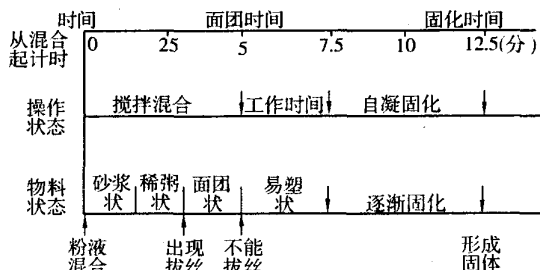 时间 面团时间 固化时间
从混合
起计时
0 25 5 7.5 10 12.5(分)
操作
状态
搅拌混合 工作时间 自凝固化
物料
状态
砂浆
状
稀粥
状
面团
状
易塑
状
逐渐固化
粉液
混合
出现
拔丝
不能
拔丝
形成
固体